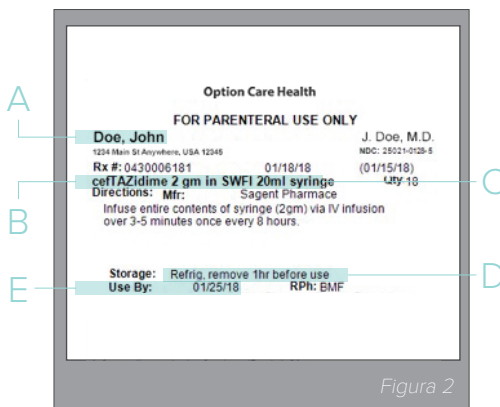 Option Care Health
FOR PARENTERAL USE ONLY
A
Doe, John J. Doe, M.D.
1234 Main St Anywhere, USA 12345 NDC: 25021-0128-5
Rx #: 0430006181 01/18/18 (01/15/18)
B cefTAZidime 2 gm in SWFI 20ml syringe Qty 18 C
Directions: Mfr: Sagent Pharmace
Infuse entire contents of syringe (2gm) via IV infusion
over 3-5 minutes once every 8 hours.
Storage: Refrig, remove 1hr before use D
E Use By: 01/25/18 RPh: BMF
Figura 2